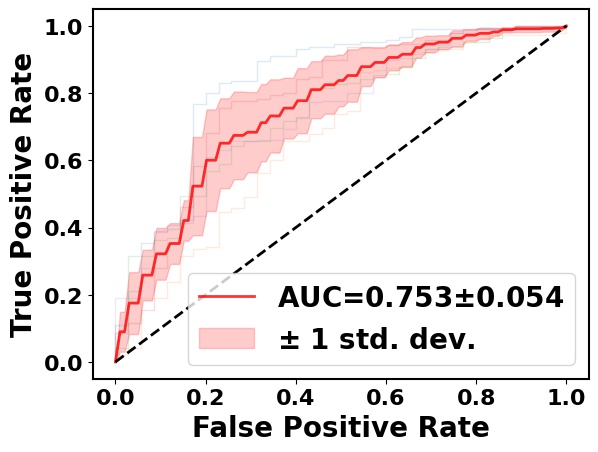 1.0
0.8
0.6
0.4
0.2
0.0
True Positive Rate
AUC=0.753±0.054
± 1 std. dev.
0.0 0.2 0.4 0.6 0.8 1.0
False Positive Rate